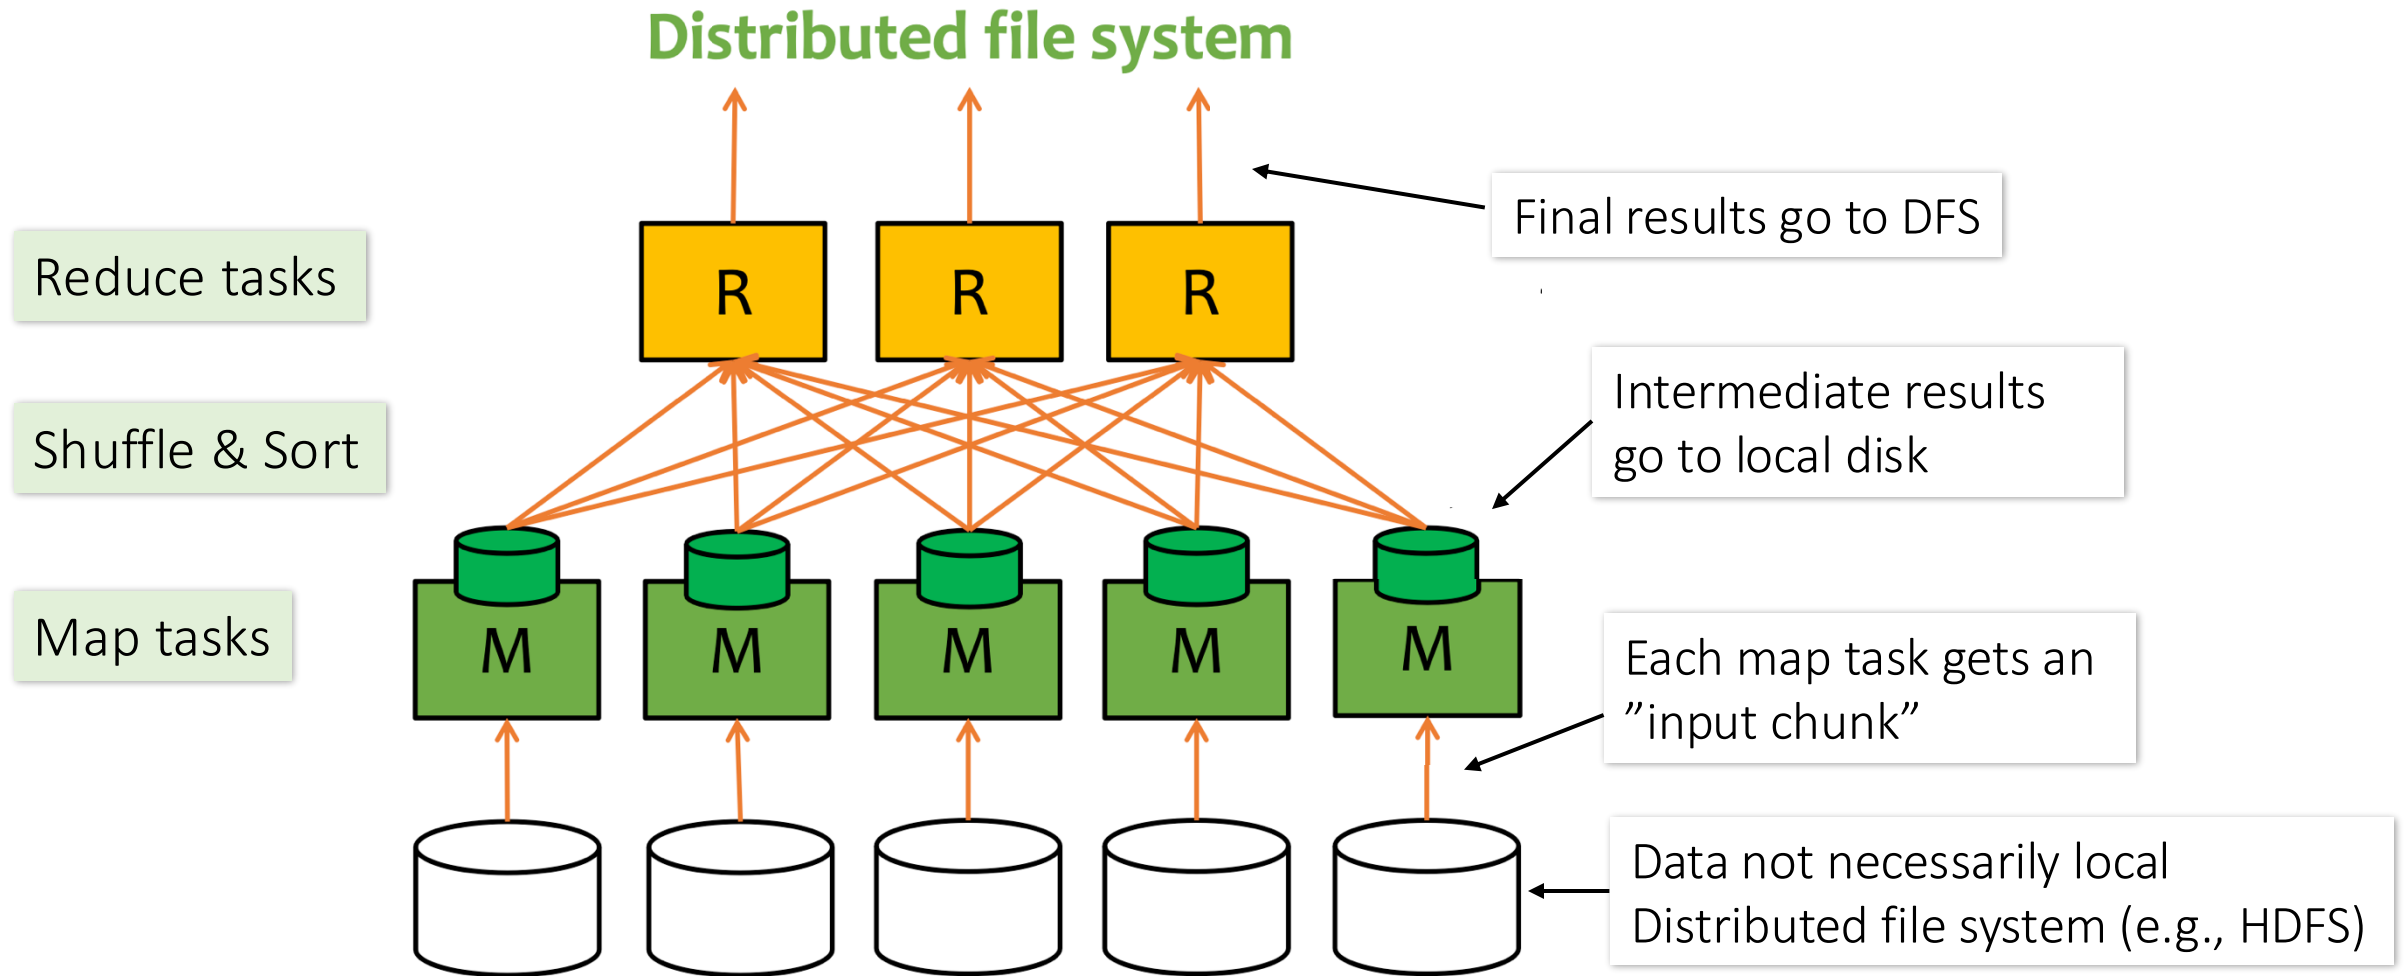 Distributed file system
Final results go to DFS
Reduce tasks
R
R
R
Intermediate results
go to local disk
Shuffle & Sort
Map tasks
M
M
M
M
M
Each map task gets an
”input chunk”
Data not necessarily local
Distributed file system (e.g., HDFS)